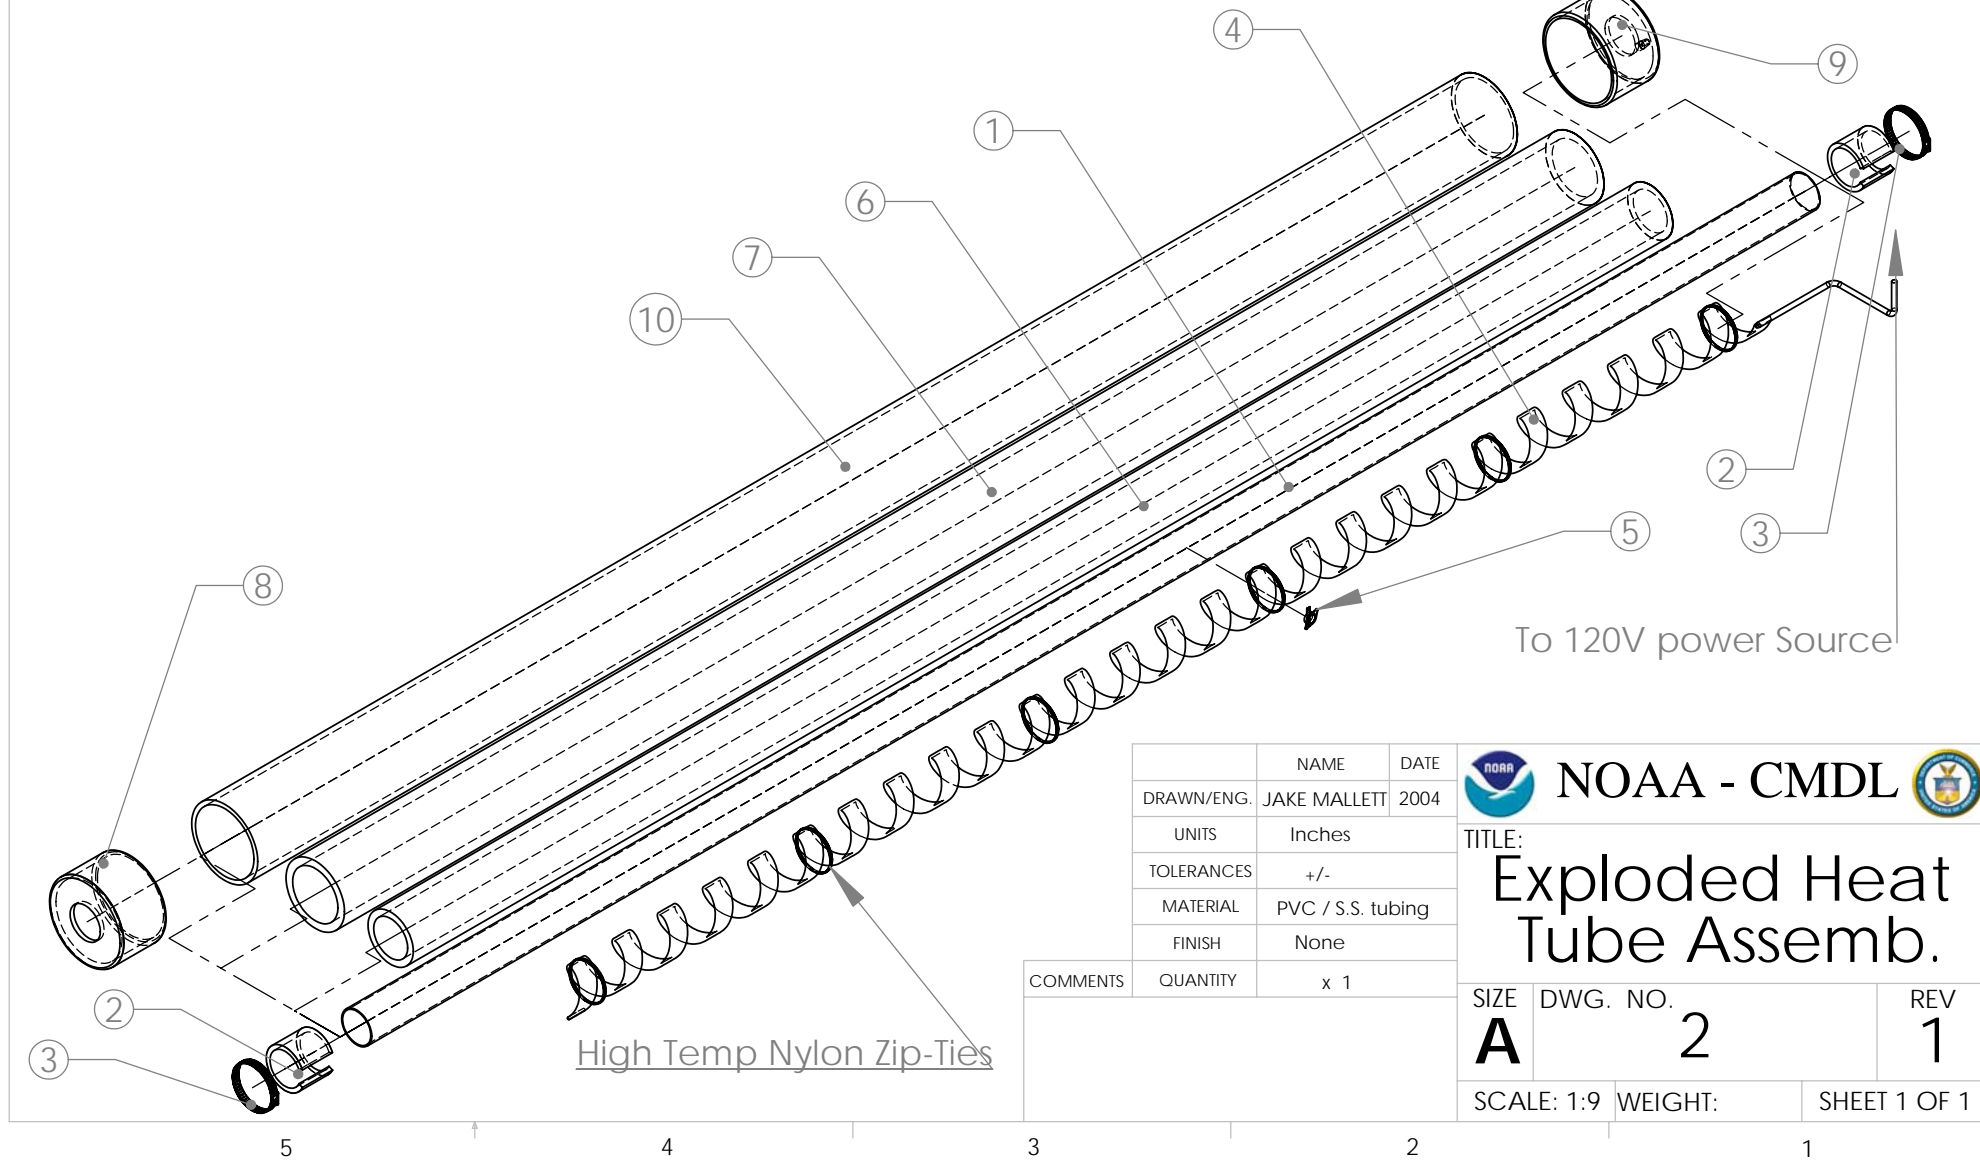 4
9
1
6
7
10
2
3
5
8
To 120V power Source
2
3
High Temp Nylon Zip-Ties
NAME DATE
DRAWN/ENG. JAKE MALLETT 2004
UNITS Inches
TOLERANCES +/-
MATERIAL PVC / S.S. tubing
FINISH None
COMMENTS QUANTITY x 1
NOAA
NOAA - CMDL
TITLE:
Exploded Heat
Tube Assemb.
SIZE DWG. NO. REV
A 2 1
SCALE: 1:9 WEIGHT: SHEET 1 OF 1
5 4 3 2 1